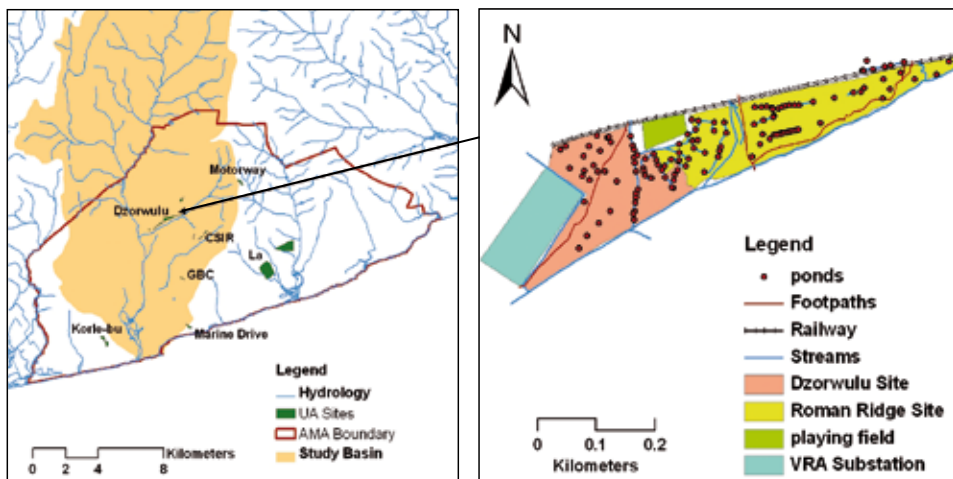 Motorway
Dzorwulu
CSIR
La
GBC
Korle-bu
Marine Drive
Legend
Hydrology
UA Sites
AMA Boundary
Study Basin
0 2 4 8
Kilometers
N
Legend
ponds
Footpaths
Railway
Streams
Dzorwulu Site
Roman Ridge Site
playing field
VRA Substation
0 0.1 0.2
Kilometers